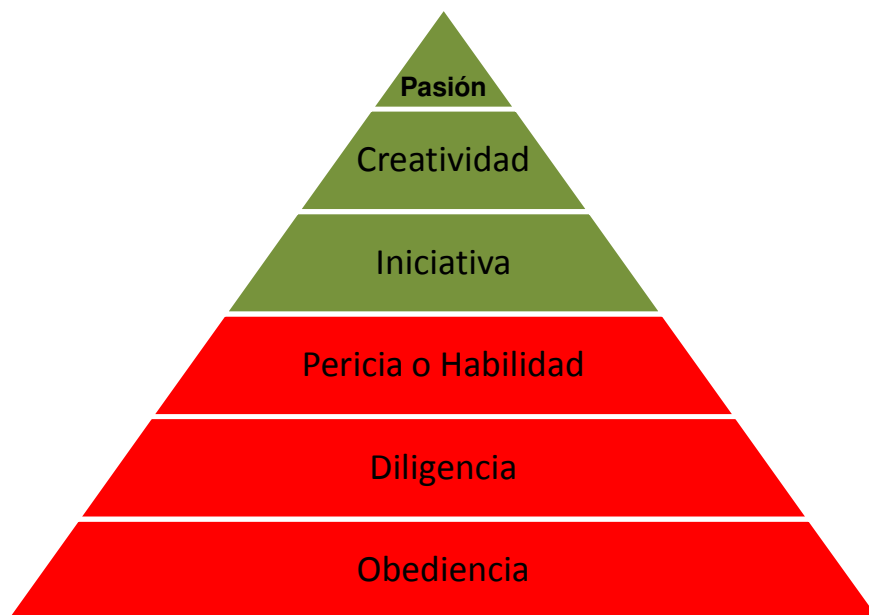 Pasión
Creatividad
Iniciativa
Pericia o Habilidad
Diligencia
Obediencia